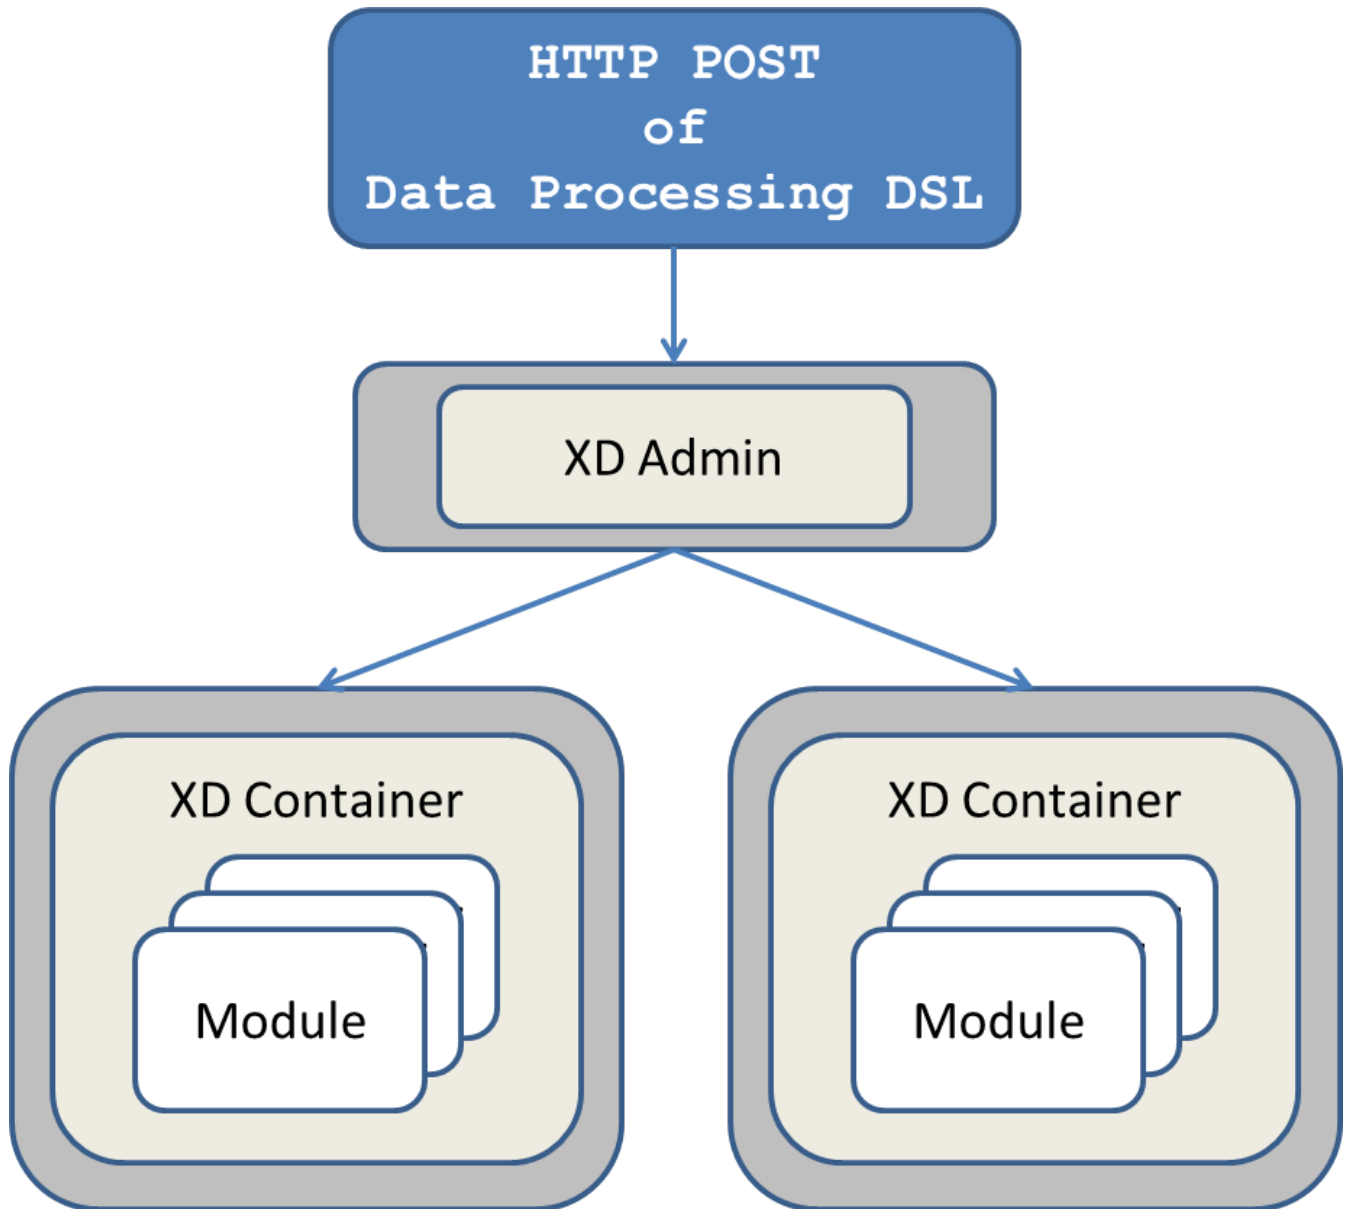 HTTP POST
of
Data Processing DSL
XD Admin
XD Container
XD Container
Module
Module